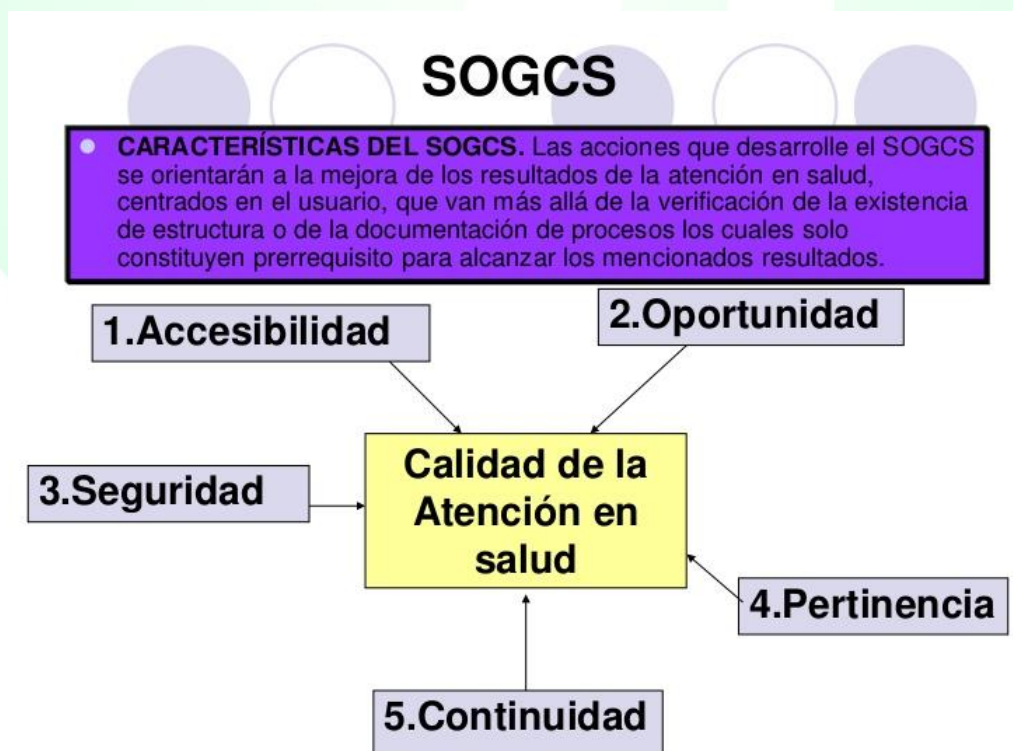 SOGCS
CARACTERÍSTICAS DEL SOGCS. Las acciones que desarrolle el SOGCS
se orientarán a la mejora de los resultados de la atención en salud,
centrados en el usuario, que van más allá de la verificación de la existencia
de estructura o de la documentación de procesos los cuales solo
constituyen prerrequisito para alcanzar los mencionados resultados.
1.Accesibilidad
2.Oportunidad
3.Seguridad
Calidad de la
Atención en
salud
4.Pertinencia
5.Continuidad